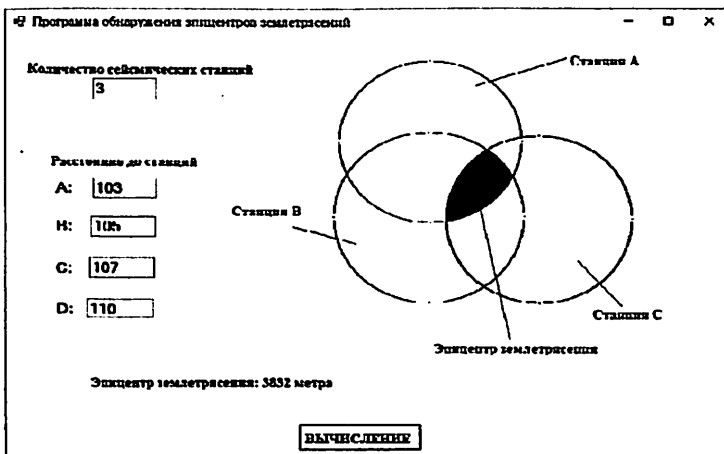 Программа обнаружения эпицентров землетрясений
Количество сейсмических станций
3
Расстояние до станций
A: 103
B: 105
C: 107
D: 110
Станция A
Станция B
Станция C
Эпицентр землетрясения
Эпицентр землетрясения: 3832 метра
ВЫЧИСЛЕНИЕ